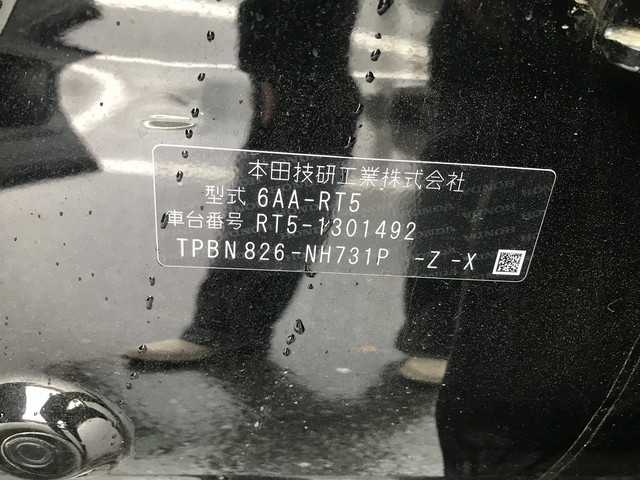 本田技研工業株式会社
型式 6AA-RT5
車台番号 RT5-1301492
TPBN826-NH731P -Z -X